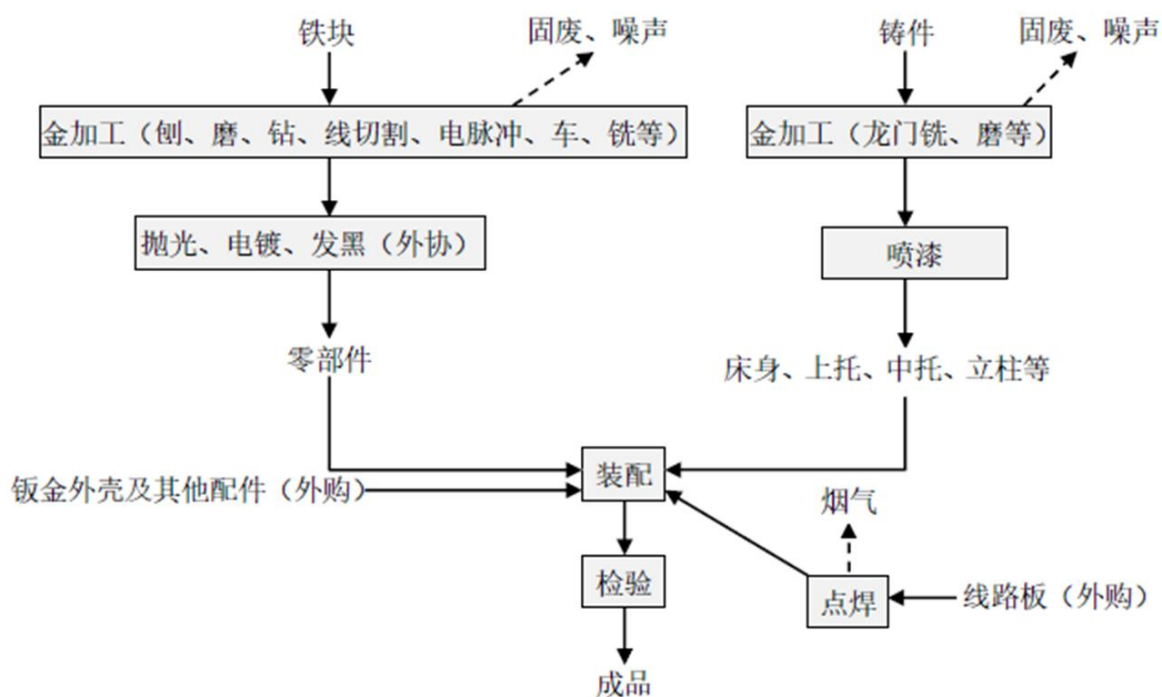 铁块
固废、噪声
铸件
固废、噪声
金加工（刨、磨、钻、线切割、电脉冲、车、铣等）
金加工（龙门铣、磨等）
抛光、电镀、发黑（外协）
喷漆
零部件
床身、上托、中托、立柱等
装配
钣金外壳及其他配件（外购）
烟气
检验
点焊
线路板（外购）
成品